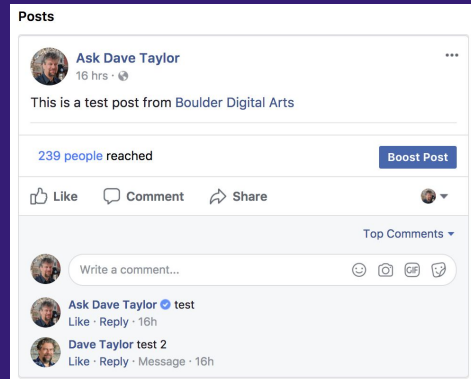 Posts
Ask Dave Taylor
16 hrs ·
This is a test post from Boulder Digital Arts
239 people reached
Boost Post
Like Comment Share
Top Comments
Write a comment...
GIF
Ask Dave Taylor test
Like · Reply · 16h
Dave Taylor test 2
Like · Reply · Message · 16h